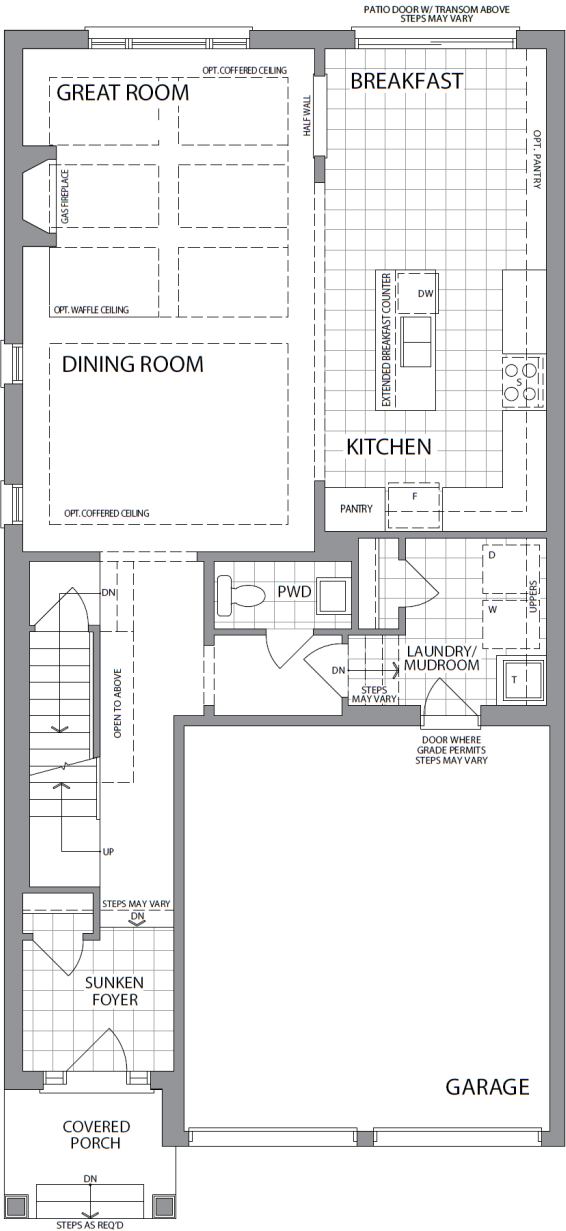 PATIO DOOR W/ TRANSOM ABOVE
STEPS MAY VARY
OPT. COFFERED CEILING
GREAT ROOM
BREAKFAST
HALF WALL
OPT. PANTRY
GAS FIREPLACE
EXTENDED BREAKFAST COUNTER
DW
OPT. WAFFLE CEILING
DINING ROOM
S
KITCHEN
F
PANTRY
OPT. COFFERED CEILING
D
DN
PWD
UPPERS
W
LAUNDRY/
MUDROOM
DN
T
STEPS
MAY VARY
OPEN TO ABOVE
DOOR WHERE
GRADE PERMITS
STEPS MAY VARY
UP
STEPS MAY VARY
DN
SUNKEN
FOYER
GARAGE
COVERED
PORCH
DN
STEPS AS REQ'D